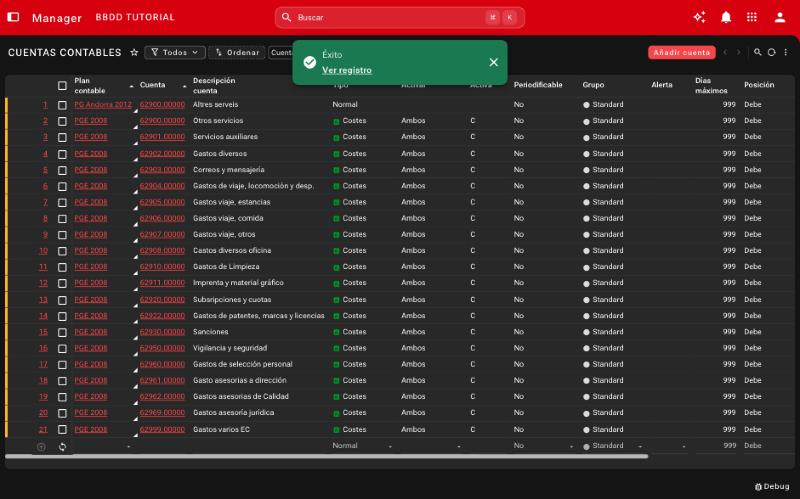 Manager BBDD TUTORIAL Buscar ⌘ K
CUENTAS CONTABLES Todos Ordenar Cuenta Añadir cuenta
Éxito
Ver registro
Plan contable Cuenta Descripción cuenta Tipo Activar Activa Periodificable Grupo Alerta Días máximos Posición
1 PG Andorra 2012 62900.00000 Altres serveis Normal No Standard 999 Debe
2 PGE 2008 62900.00000 Otros servicios Costes Ambos C No Standard 999 Debe
3 PGE 2008 62901.00000 Servicios auxiliares Costes Ambos C No Standard 999 Debe
4 PGE 2008 62902.00000 Gastos diversos Costes Ambos C No Standard 999 Debe
5 PGE 2008 62903.00000 Correos y mensajería Costes Ambos C No Standard 999 Debe
6 PGE 2008 62904.00000 Gastos de viaje, locomoción y desp. Costes Ambos C No Standard 999 Debe
7 PGE 2008 62905.00000 Gastos viaje, estancias Costes Ambos C No Standard 999 Debe
8 PGE 2008 62906.00000 Gastos viaje, comida Costes Ambos C No Standard 999 Debe
9 PGE 2008 62907.00000 Gastos viaje, otros Costes Ambos C No Standard 999 Debe
10 PGE 2008 62908.00000 Gastos diversos oficina Costes Ambos C No Standard 999 Debe
11 PGE 2008 62910.00000 Gastos de Limpieza Costes Ambos C No Standard 999 Debe
12 PGE 2008 62911.00000 Imprenta y material gráfico Costes Ambos C No Standard 999 Debe
13 PGE 2008 62920.00000 Subsripciones y cuotas Costes Ambos C No Standard 999 Debe
14 PGE 2008 62922.00000 Gastos de patentes, marcas y licencias Costes Ambos C No Standard 999 Debe
15 PGE 2008 62930.00000 Sanciones Costes Ambos C No Standard 999 Debe
16 PGE 2008 62950.00000 Vigilancia y seguridad Costes Ambos C No Standard 999 Debe
17 PGE 2008 62960.00000 Gastos de selección personal Costes Ambos C No Standard 999 Debe
18 PGE 2008 62961.00000 Gasto asesorias a dirección Costes Ambos C No Standard 999 Debe
19 PGE 2008 62962.00000 Gastos asesorias de Calidad Costes Ambos C No Standard 999 Debe
20 PGE 2008 62969.00000 Gastos asesoría jurídica Costes Ambos C No Standard 999 Debe
21 PGE 2008 62999.00000 Gastos varios EC Costes Ambos C No Standard 999 Debe
Normal No Standard 999 Debe
Debug